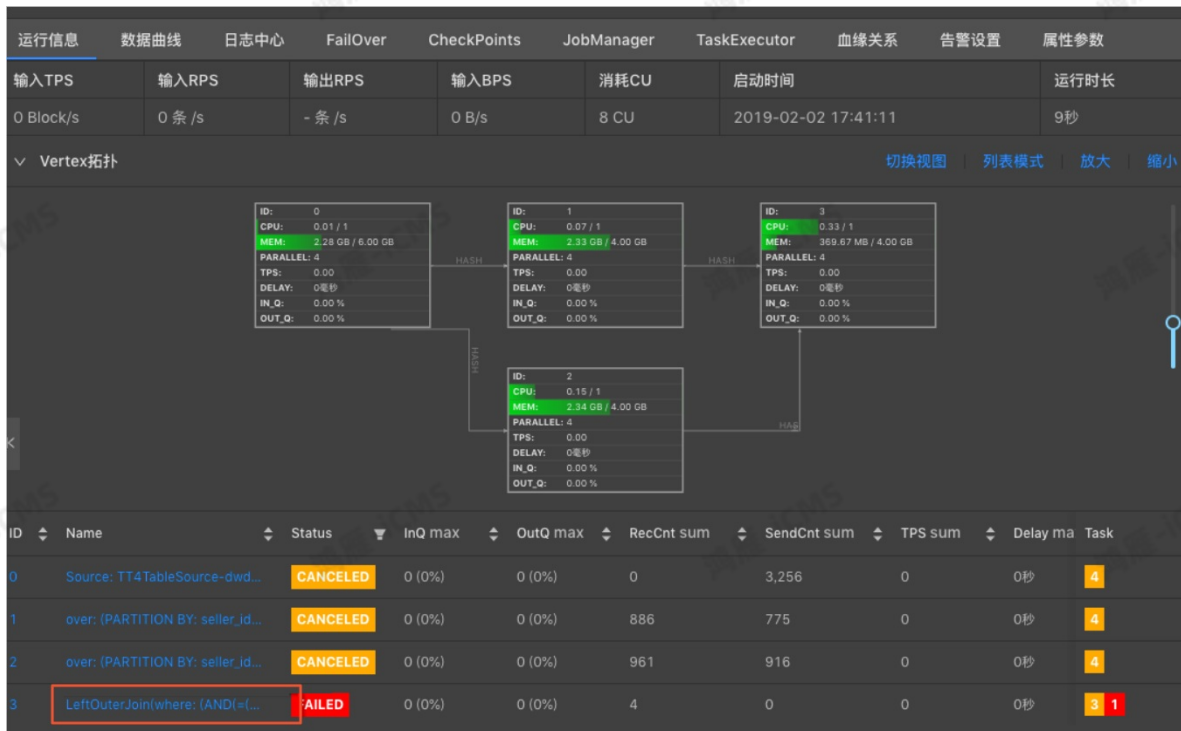 运行信息 数据曲线 日志中心 FailOver CheckPoints JobManager TaskExecutor 血缘关系 告警设置 属性参数
输入TPS 输入RPS 输出RPS 输入BPS 消耗CU 启动时间 运行时长
0 Block/s 0 条 /s - 条 /s 0 B/s 8 CU 2019-02-02 17:41:11 9秒
Vertex拓扑 切换视图 列表模式 放大 缩小
ID: 0
CPU: 0.01 / 1
MEM: 2.28 GB / 6.00 GB
PARALLEL: 4
TPS: 0.00
DELAY: 0毫秒
IN_Q: 0.00 %
OUT_Q: 0.00 %
HASH
ID: 1
CPU: 0.07 / 1
MEM: 2.33 GB / 4.00 GB
PARALLEL: 4
TPS: 0.00
DELAY: 0毫秒
IN_Q: 0.00 %
OUT_Q: 0.00 %
HASH
ID: 3
CPU: 0.33 / 1
MEM: 369.67 MB / 4.00 GB
PARALLEL: 4
TPS: 0.00
DELAY: 0毫秒
IN_Q: 0.00 %
OUT_Q: 0.00 %
HASH
ID: 2
CPU: 0.15 / 1
MEM: 2.34 GB / 4.00 GB
PARALLEL: 4
TPS: 0.00
DELAY: 0毫秒
IN_Q: 0.00 %
OUT_Q: 0.00 %
HASH
ID Name Status InQ max OutQ max RecCnt sum SendCnt sum TPS sum Delay ma Task
0 Source: TT4TableSource-dwd... CANCELED 0 (0%) 0 (0%) 0 3,256 0 0秒 4
1 over: (PARTITION BY: seller_id... CANCELED 0 (0%) 0 (0%) 886 775 0 0秒 4
2 over: (PARTITION BY: seller_id... CANCELED 0 (0%) 0 (0%) 961 916 0 0秒 4
3 LeftOuterJoin(where: (AND(=(... FAILED 0 (0%) 0 (0%) 4 0 0 0秒 3 1